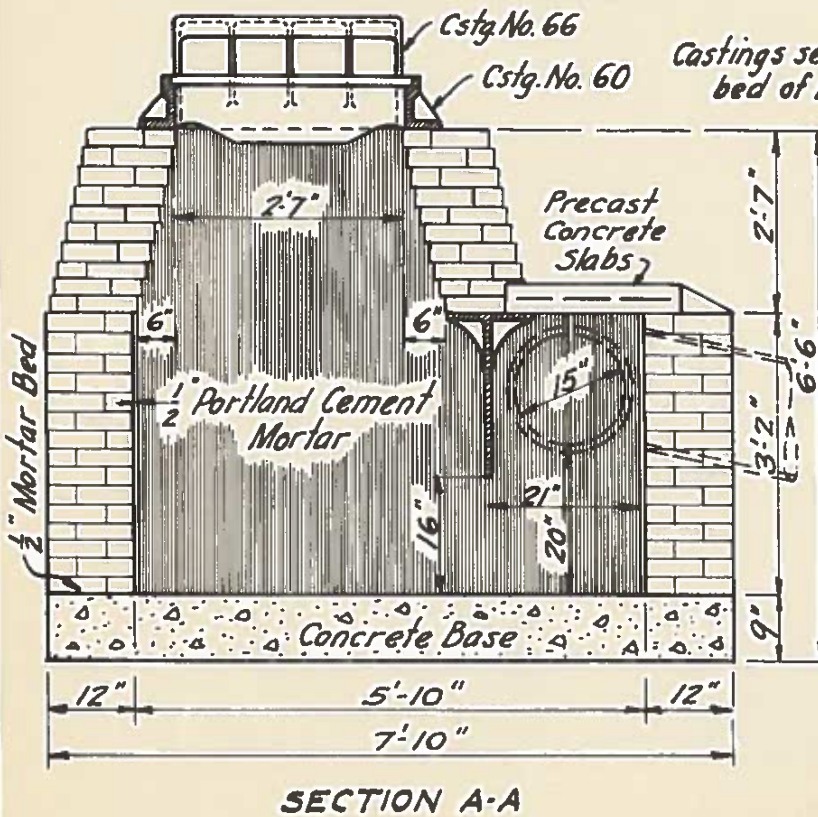 Cstg. No. 66
Cstg. No. 60
Castings se
bed of
2'-7"
Precast
Concrete
Slabs
2'-7"
6"
6"
6'-6"
15"
1/2" Portland Cement
Mortar
1/2" Mortar Bed
3'-2"
21"
16"
20"
Concrete Base
9"
12"
5'-10"
12"
7'-10"
SECTION A-A